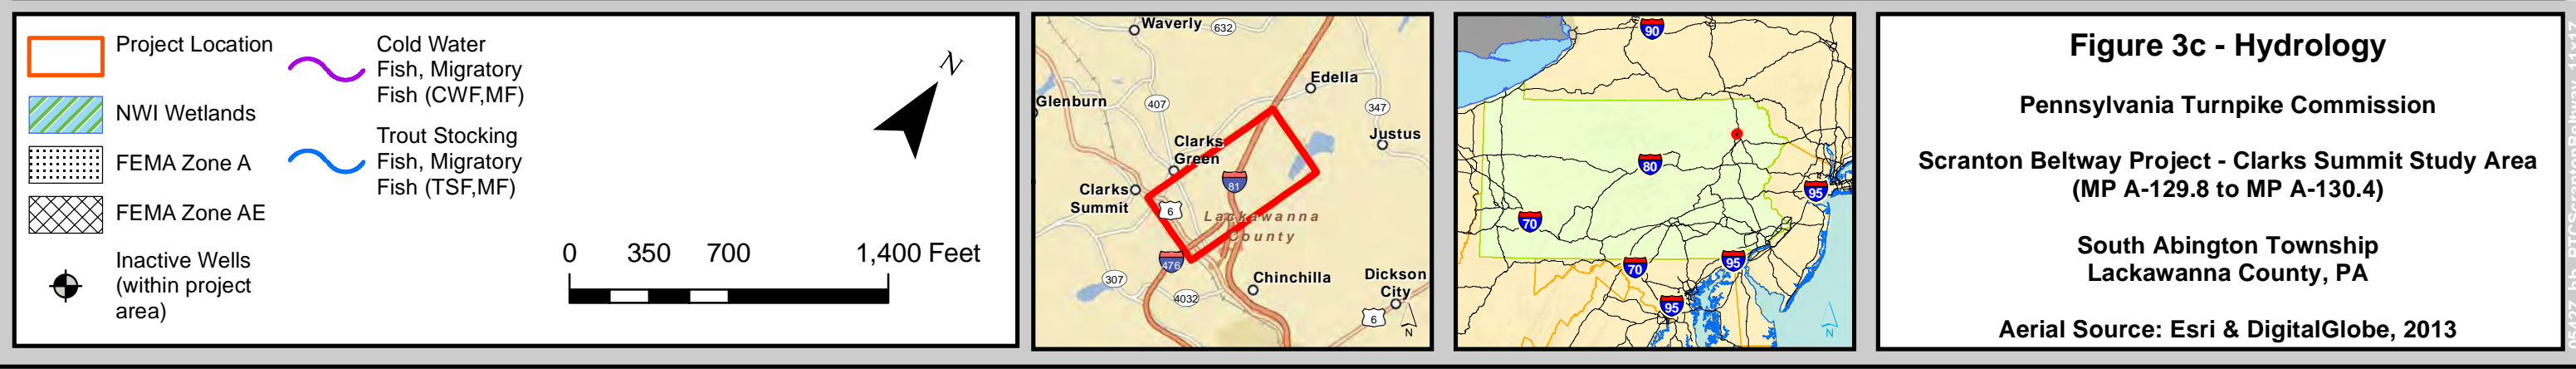 Project Location
NWI Wetlands
FEMA Zone A
FEMA Zone AE
Inactive Wells
(within project
area)
Cold Water
Fish, Migratory
Fish (CWF,MF)
Trout Stocking
Fish, Migratory
Fish (TSF,MF)
N
0 350 700 1,400 Feet
Waverly
632
Edella
Glenburn
407
347
Clarks
Green
Justus
81
Clarks
Summit
6
Lackawanna
County
476
307
Chinchilla
4032
Dickson
City
6
N
90
80
95
70
70
95
95
N
Figure 3c - Hydrology
Pennsylvania Turnpike Commission
Scranton Beltway Project - Clarks Summit Study Area
(MP A-129.8 to MP A-130.4)
South Abington Township
Lackawanna County, PA
Aerial Source: Esri & DigitalGlobe, 2013